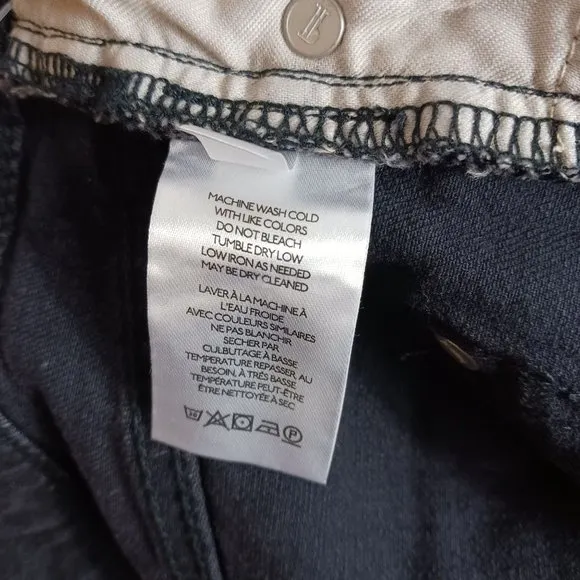 MACHINE WASH COLD
WITH LIKE COLORS
DO NOT BLEACH
TUMBLE DRY LOW
LOW IRON AS NEEDED
MAY BE DRY CLEANED
LAVER À LA MACHINE À
L'EAU FROIDE
AVEC COULEURS SIMILAIRES
NE PAS BLANCHIR
SECHER PAR
CULBUTAGE À BASSE
TEMPERATURE REPASSER AU
BESOIN, À TRÈS BASSE
TEMPÉRATURE PEUT-ÊTRE
ÊTRE NETTOYÉE À SEC